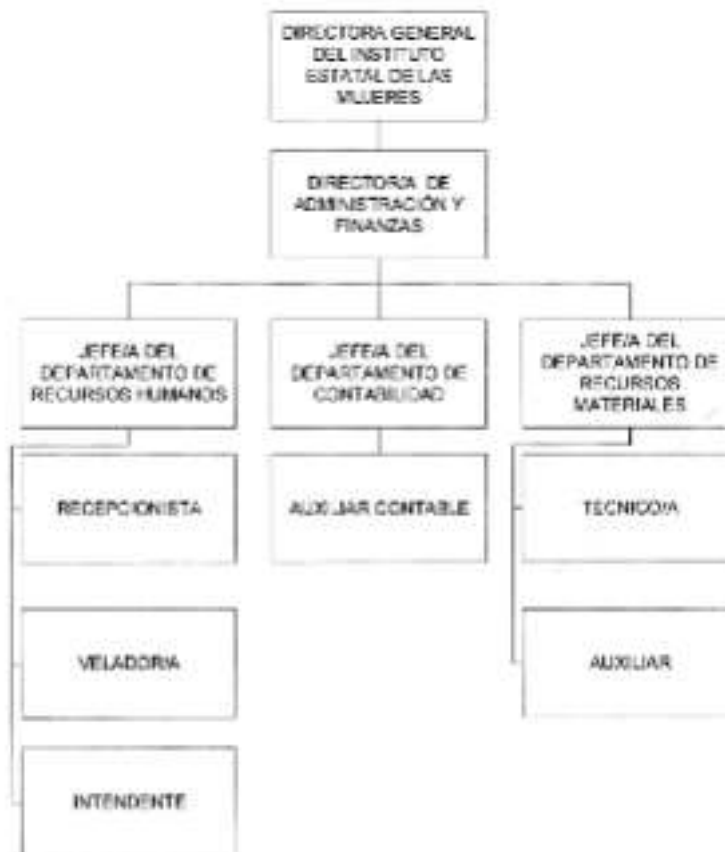 DIRECTORA GENERAL
DEL INSTITUTO
ESTATAL DE LAS
MUJERES
DIRECTOR/A DE
ADMINISTRACIÓN Y
FINANZAS
JEFE/A DEL
DEPARTAMENTO DE
RECURSOS HUMANOS
JEFE/A DEL
DEPARTAMENTO DE
CONTABILIDAD
JEFE/A DEL
DEPARTAMENTO DE
RECURSOS
MATERIALES
RECEPCIONISTA
AUXILIAR CONTABLE
TECNICO/A
VELADOR/A
AUXILIAR
INTENDENTE